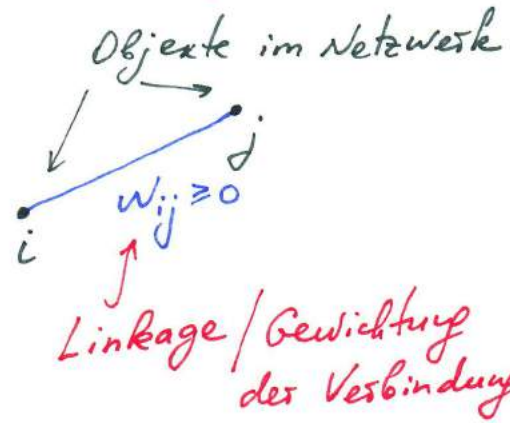 Objekte im Netzwerk
j
w_ij ≥ 0
i
Linkage / Gewichtung
der Verbindung